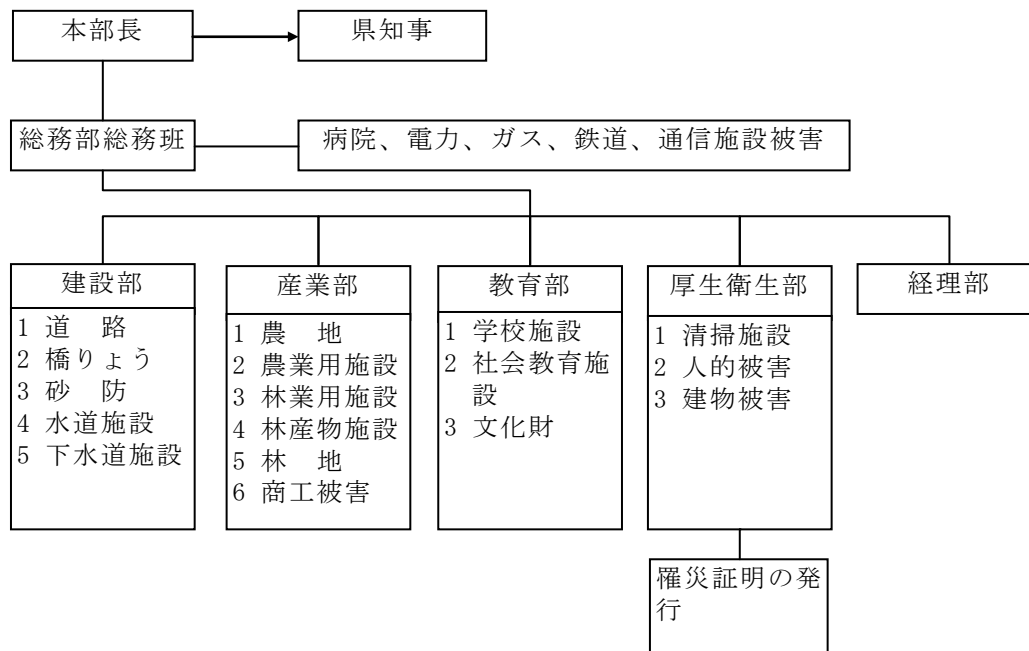 本部長
県知事
総務部総務班
病院、電力、ガス、鉄道、通信施設被害
建設部
1 道　路
2 橋りょう
3 砂　防
4 水道施設
5 下水道施設
産業部
1 農　地
2 農業用施設
3 林業用施設
4 林産物施設
5 林　地
6 商工被害
教育部
1 学校施設
2 社会教育施
設
3 文化財
厚生衛生部
1 清掃施設
2 人的被害
3 建物被害
経理部
罹災証明の発
行